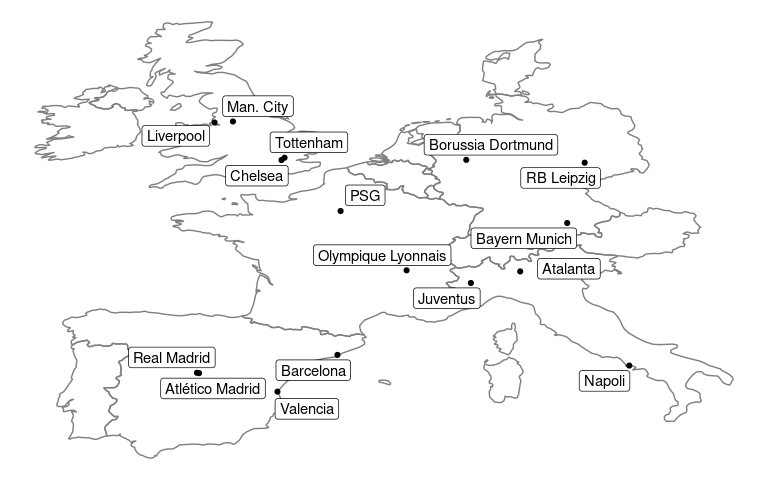 Man. City
Liverpool
Tottenham
Borussia Dortmund
Chelsea
RB Leipzig
PSG
Bayern Munich
Olympique Lyonnais
Atalanta
Juventus
Real Madrid
Barcelona
Napoli
Atlético Madrid
Valencia